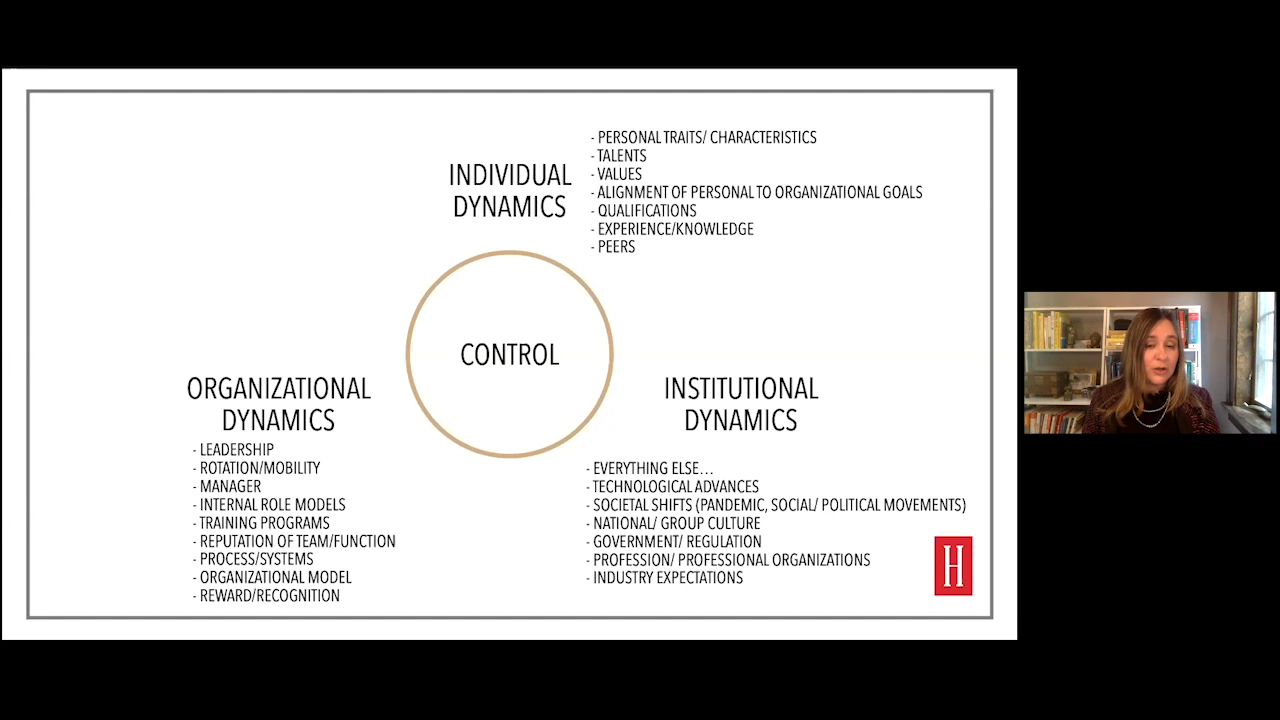 INDIVIDUAL
DYNAMICS
- PERSONAL TRAITS/ CHARACTERISTICS
- TALENTS
- VALUES
- ALIGNMENT OF PERSONAL TO ORGANIZATIONAL GOALS
- QUALIFICATIONS
- EXPERIENCE/KNOWLEDGE
- PEERS
CONTROL
ORGANIZATIONAL
DYNAMICS
- LEADERSHIP
- ROTATION/MOBILITY
- MANAGER
- INTERNAL ROLE MODELS
- TRAINING PROGRAMS
- REPUTATION OF TEAM/FUNCTION
- PROCESS/SYSTEMS
- ORGANIZATIONAL MODEL
- REWARD/RECOGNITION
INSTITUTIONAL
DYNAMICS
- EVERYTHING ELSE...
- TECHNOLOGICAL ADVANCES
- SOCIETAL SHIFTS (PANDEMIC, SOCIAL/ POLITICAL MOVEMENTS)
- NATIONAL/ GROUP CULTURE
- GOVERNMENT/ REGULATION
- PROFESSION/ PROFESSIONAL ORGANIZATIONS
- INDUSTRY EXPECTATIONS
H